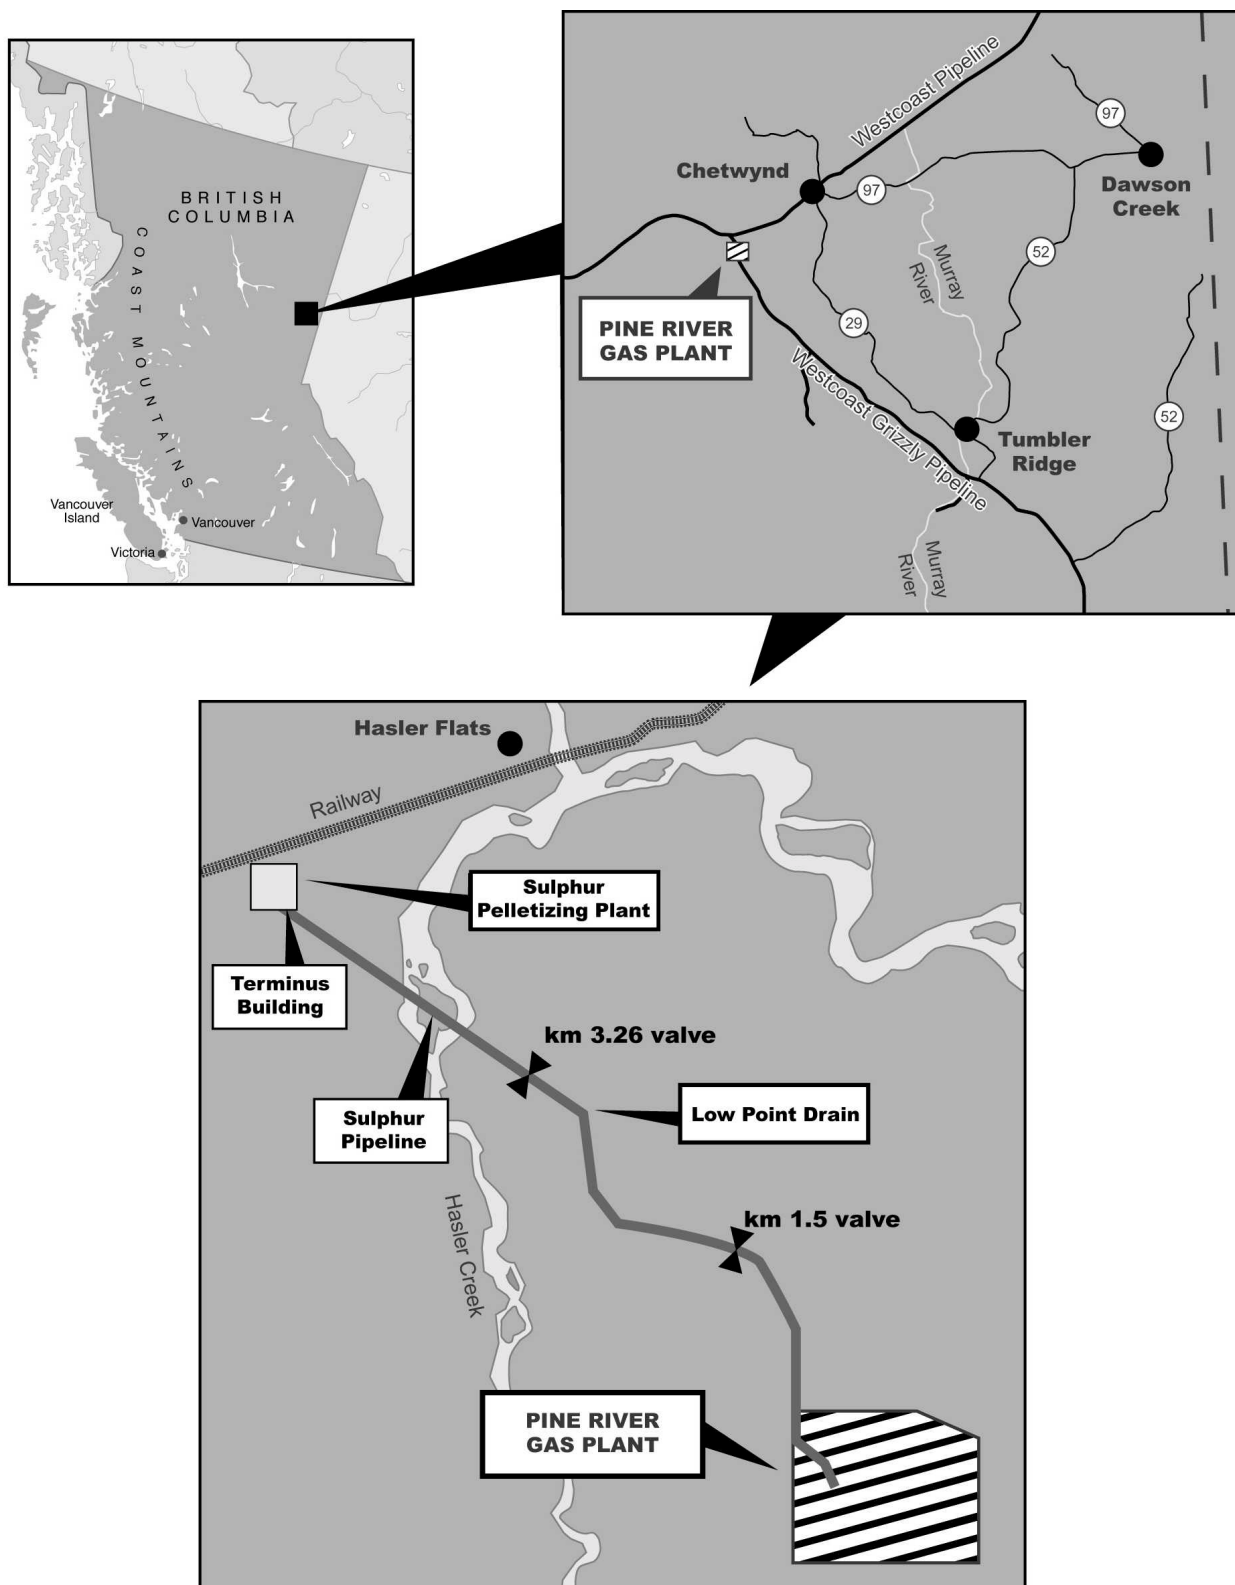 BRITISH
COLUMBIA
COAST MOUNTAINS
Vancouver
Island
Vancouver
Victoria
Westcoast Pipeline
97
Chetwynd
97
Dawson
Creek
52
Murray
River
PINE RIVER
GAS PLANT
29
Westcoast Grizzly Pipeline
52
Tumbler
Ridge
Murray
River
Hasler Flats
Railway
Sulphur
Pelletizing Plant
Terminus
Building
km 3.26 valve
Sulphur
Pipeline
Low Point Drain
Hasler Creek
km 1.5 valve
PINE RIVER
GAS PLANT